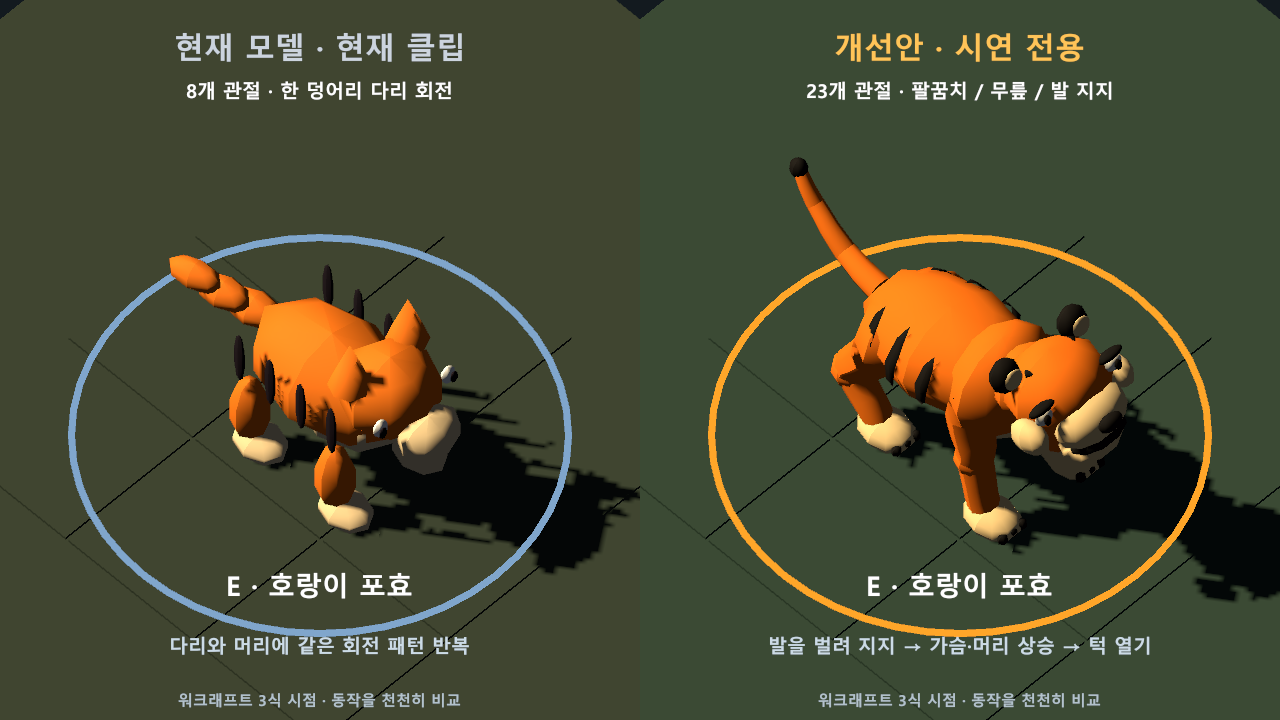 현재 모델 · 현재 클립
8개 관절 · 한 덩어리 다리 회전
E · 호랑이 포효
다리와 머리에 같은 회전 패턴 반복
워크래프트 3식 시점 · 동작을 천천히 비교
개선안 · 시연 전용
23개 관절 · 팔꿈치 / 무릎 / 발 지지
E · 호랑이 포효
발을 벌려 지지 → 가슴·머리 상승 → 턱 열기
워크래프트 3식 시점 · 동작을 천천히 비교